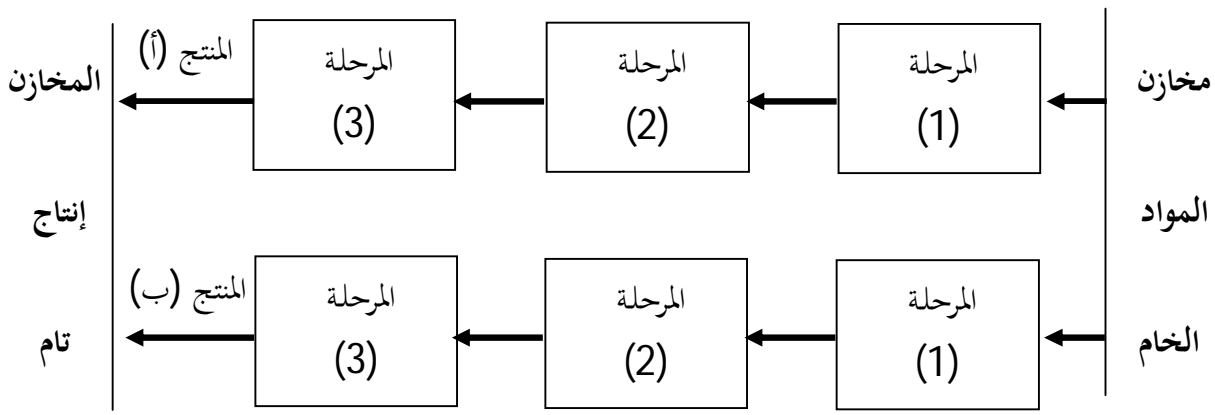 مخازن
المواد
الخام
المرحلة
(1)
المرحلة
(2)
المرحلة
(3)
المنتج (أ)
المرحلة
(1)
المرحلة
(2)
المرحلة
(3)
المنتج (ب)
المخازن
إنتاج
تام